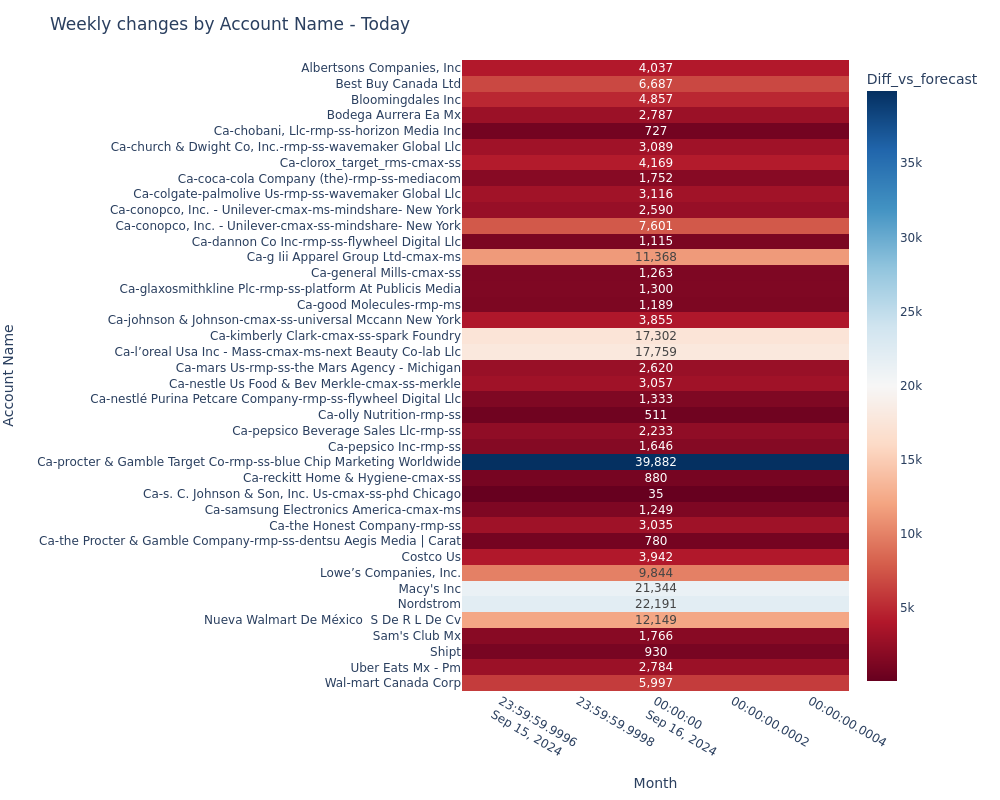 Weekly changes by Account Name - Today
Albertsons Companies, Inc 4,037
Best Buy Canada Ltd 6,687
Bloomingdales Inc 4,857
Bodega Aurrera Ea Mx 2,787
Ca-chobani, Llc-rmp-ss-horizon Media Inc 727
Ca-church & Dwight Co, Inc.-rmp-ss-wavemaker Global Llc 3,089
Ca-clorox_target_rms-cmax-ss 4,169
Ca-coca-cola Company (the)-rmp-ss-mediacom 1,752
Ca-colgate-palmolive Us-rmp-ss-wavemaker Global Llc 3,116
Ca-conopco, Inc. - Unilever-cmax-ms-mindshare- New York 2,590
Ca-conopco, Inc. - Unilever-cmax-ss-mindshare- New York 7,601
Ca-dannon Co Inc-rmp-ss-flywheel Digital Llc 1,115
Ca-g Iii Apparel Group Ltd-cmax-ms 11,368
Ca-general Mills-cmax-ss 1,263
Ca-glaxosmithkline Plc-rmp-ss-platform At Publicis Media 1,300
Ca-good Molecules-rmp-ms 1,189
Ca-johnson & Johnson-cmax-ss-universal Mccann New York 3,855
Ca-kimberly Clark-cmax-ss-spark Foundry 17,302
Ca-l’oreal Usa Inc - Mass-cmax-ms-next Beauty Co-lab Llc 17,759
Ca-mars Us-rmp-ss-the Mars Agency - Michigan 2,620
Ca-nestle Us Food & Bev Merkle-cmax-ss-merkle 3,057
Ca-nestlé Purina Petcare Company-rmp-ss-flywheel Digital Llc 1,333
Ca-olly Nutrition-rmp-ss 511
Ca-pepsico Beverage Sales Llc-rmp-ss 2,233
Ca-pepsico Inc-rmp-ss 1,646
Ca-procter & Gamble Target Co-rmp-ss-blue Chip Marketing Worldwide 39,882
Ca-reckitt Home & Hygiene-cmax-ss 880
Ca-s. C. Johnson & Son, Inc. Us-cmax-ss-phd Chicago 35
Ca-samsung Electronics America-cmax-ms 1,249
Ca-the Honest Company-rmp-ss 3,035
Ca-the Procter & Gamble Company-rmp-ss-dentsu Aegis Media | Carat 780
Costco Us 3,942
Lowe’s Companies, Inc. 9,844
Macy's Inc 21,344
Nordstrom 22,191
Nueva Walmart De México  S De R L De Cv 12,149
Sam's Club Mx 1,766
Shipt 930
Uber Eats Mx - Pm 2,784
Wal-mart Canada Corp 5,997
Account Name
23:59:59.9996
Sep 15, 2024
23:59:59.9998
00:00:00
Sep 16, 2024
00:00:00.0002
00:00:00.0004
Month
Diff_vs_forecast
35k
30k
25k
20k
15k
10k
5k